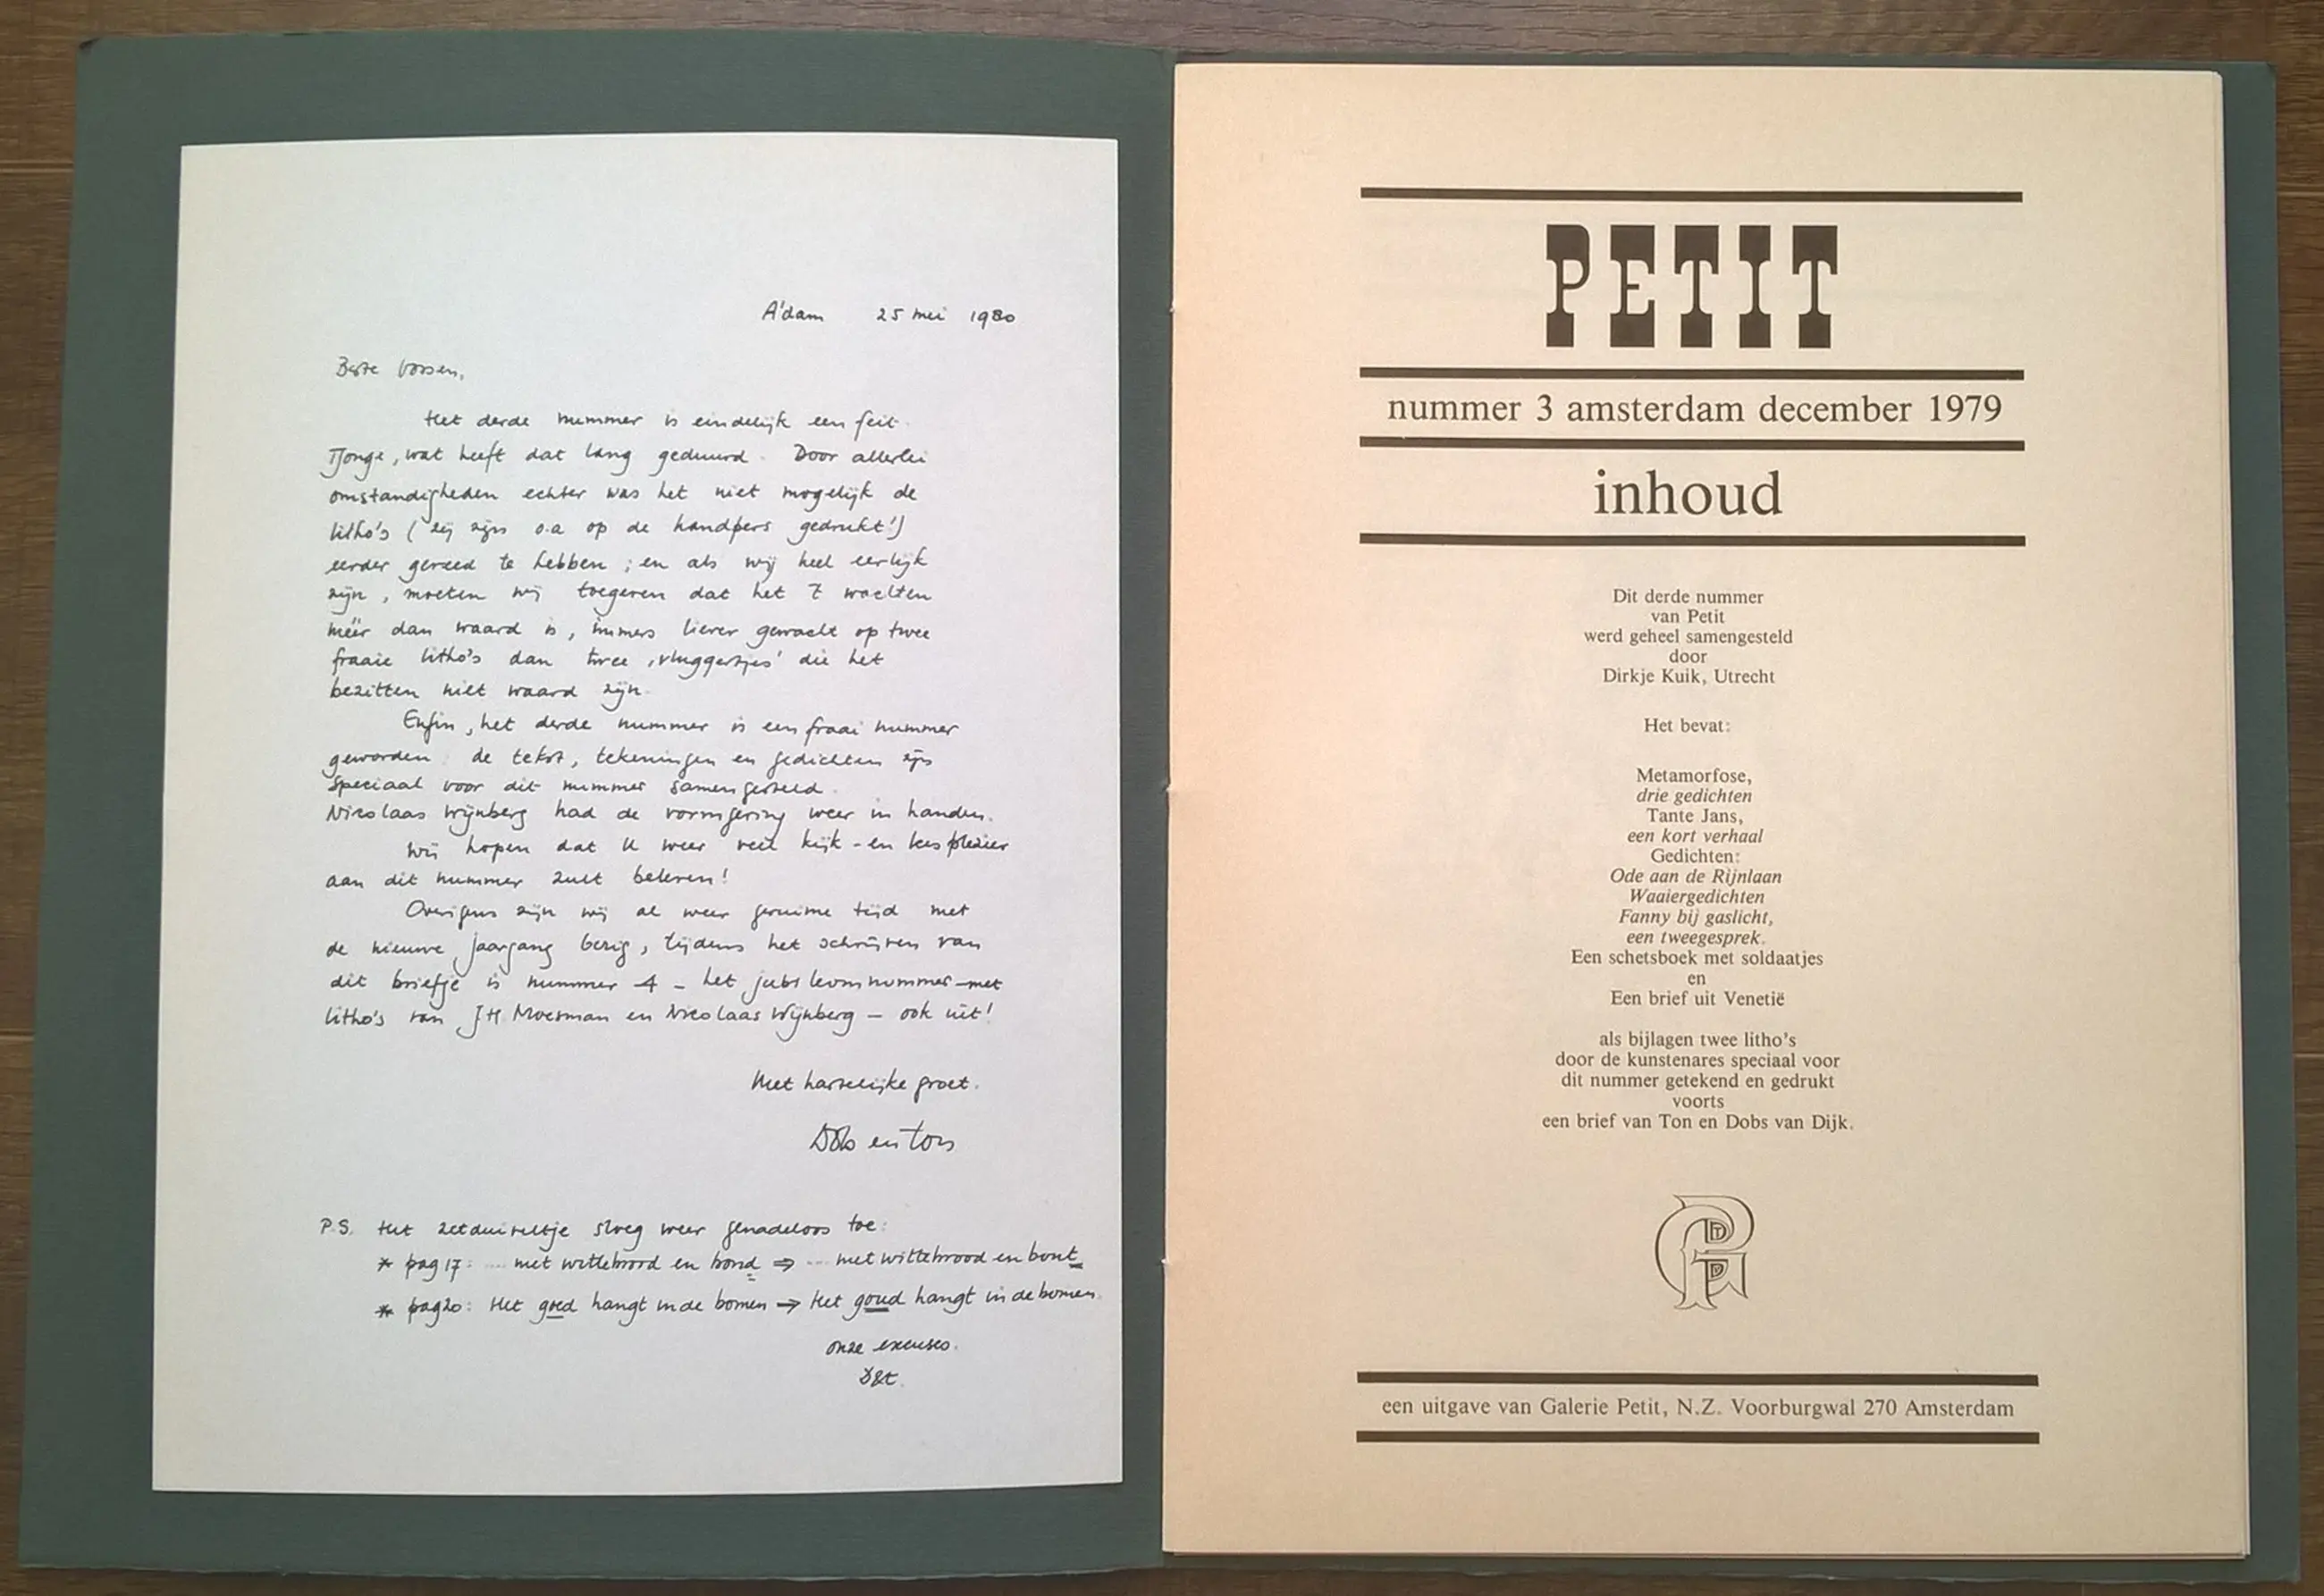 A'dam 25 mei 1980
Beste Vossen,
Het derde nummer is eindelijk een feit.
Tjonge, wat heeft dat lang geduurd. Door allerlei
omstandigheden echter was het niet mogelijk de
litho's (zij zijn o.a op de handpers gedrukt!)
eerder gereed te hebben; en als wij heel eerlijk
zijn, moeten wij toegeven dat het 't wachten
méér dan waard is, immers liever gewacht op twee
fraaie litho's dan twee 'vluggertjes' die het
bezitten niet waard zijn.
Enfin, het derde nummer is een fraai nummer
geworden: de tekst, tekeningen en gedichten zijn
speciaal voor dit nummer samengesteld.
Nicolaas Wijnberg had de vormgeving weer in handen.
Wij hopen dat U weer veel kijk- en leesplezier
aan dit nummer zult beleven!
Overigens zijn wij al weer geruime tijd met
de nieuwe jaargang bezig, tijdens het schrijven van
dit briefje is nummer 4 - het jubileumnummer met
litho's van JH Moesman en Nicolaas Wijnberg - ook uit!
Met hartelijke groet.
Dobs en Ton
P.S. Het zetduiveltje sloeg weer genadeloos toe:
* pag 17: ... met wittebrood en bond ⇒ ... met wittebrood en bont
* pag 20: Het goed hangt in de bomen → Het goud hangt in de bomen.
onze excuses.
D&t.
PETIT
nummer 3 amsterdam december 1979
inhoud
Dit derde nummer
van Petit
werd geheel samengesteld
door
Dirkje Kuik, Utrecht
Het bevat:
Metamorfose,
drie gedichten
Tante Jans,
een kort verhaal
Gedichten:
Ode aan de Rijnlaan
Waaiergedichten
Fanny bij gaslicht,
een tweegesprek.
Een schetsboek met soldaatjes
en
Een brief uit Venetië
als bijlagen twee litho's
door de kunstenares speciaal voor
dit nummer getekend en gedrukt
voorts
een brief van Ton en Dobs van Dijk.
een uitgave van Galerie Petit, N.Z. Voorburgwal 270 Amsterdam